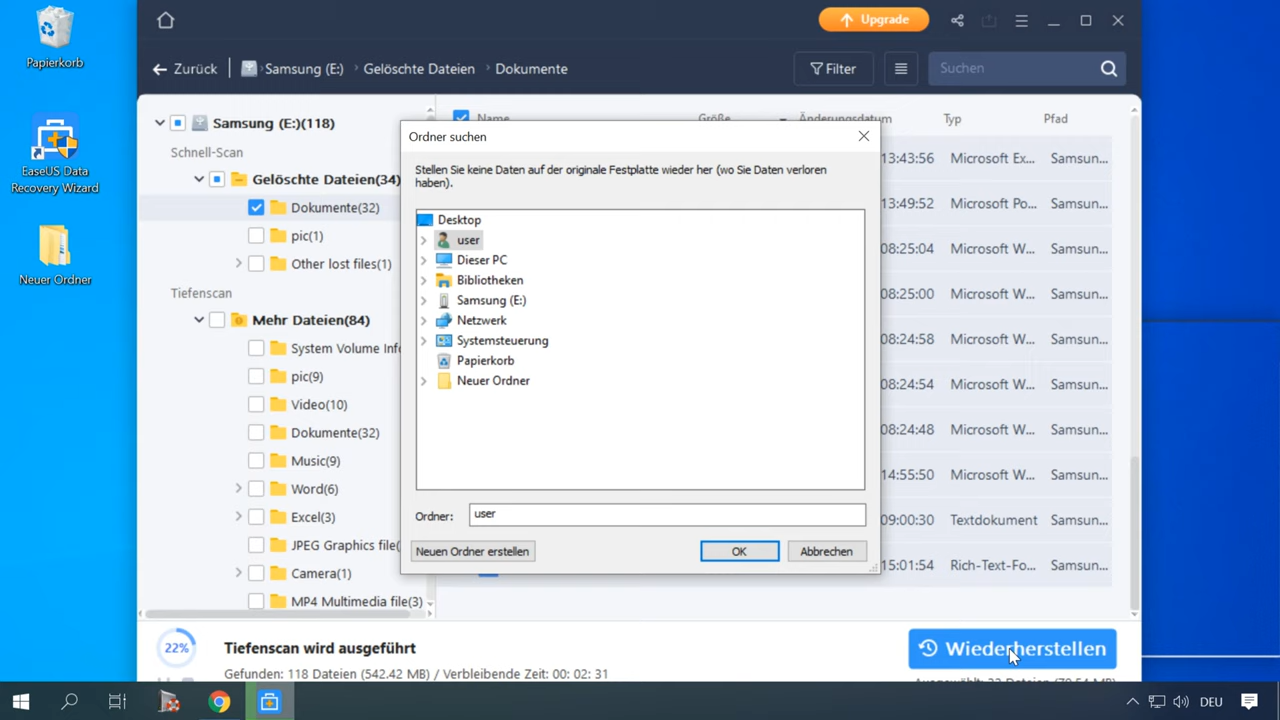 Papierkorb
EaseUS Data
Recovery Wizard
Neuer Ordner
Upgrade
Zurück
Samsung (E:)
Gelöschte Dateien
Dokumente
Filter
Suchen
Samsung (E:)(118)
Schnell-Scan
Gelöschte Dateien(34)
Dokumente(32)
pic(1)
Other lost files(1)
Tiefenscan
Mehr Dateien(84)
System Volume Info
pic(9)
Video(10)
Dokumente(32)
Music(9)
Word(6)
Excel(3)
JPEG Graphics file(
Camera(1)
MP4 Multimedia file(3)
Name Größe Änderungsdatum Typ Pfad
13:43:56 Microsoft Ex... Samsun...
13:49:52 Microsoft Po... Samsun...
08:25:04 Microsoft W... Samsun...
08:25:00 Microsoft W... Samsun...
08:24:58 Microsoft W... Samsun...
08:24:54 Microsoft W... Samsun...
08:24:48 Microsoft W... Samsun...
14:55:50 Microsoft W... Samsun...
09:00:30 Textdokument Samsun...
15:01:54 Rich-Text-Fo... Samsun...
Ordner suchen
Stellen Sie keine Daten auf der originale Festplatte wieder her (wo Sie Daten verloren
haben).
Desktop
user
Dieser PC
Bibliotheken
Samsung (E:)
Netzwerk
Systemsteuerung
Papierkorb
Neuer Ordner
Ordner: user
Neuen Ordner erstellen OK Abbrechen
22%
Tiefenscan wird ausgeführt
Gefunden: 118 Dateien (542.42 MB) / Verbleibende Zeit: 00 : 2 : 31
Wiederherstellen
DEU